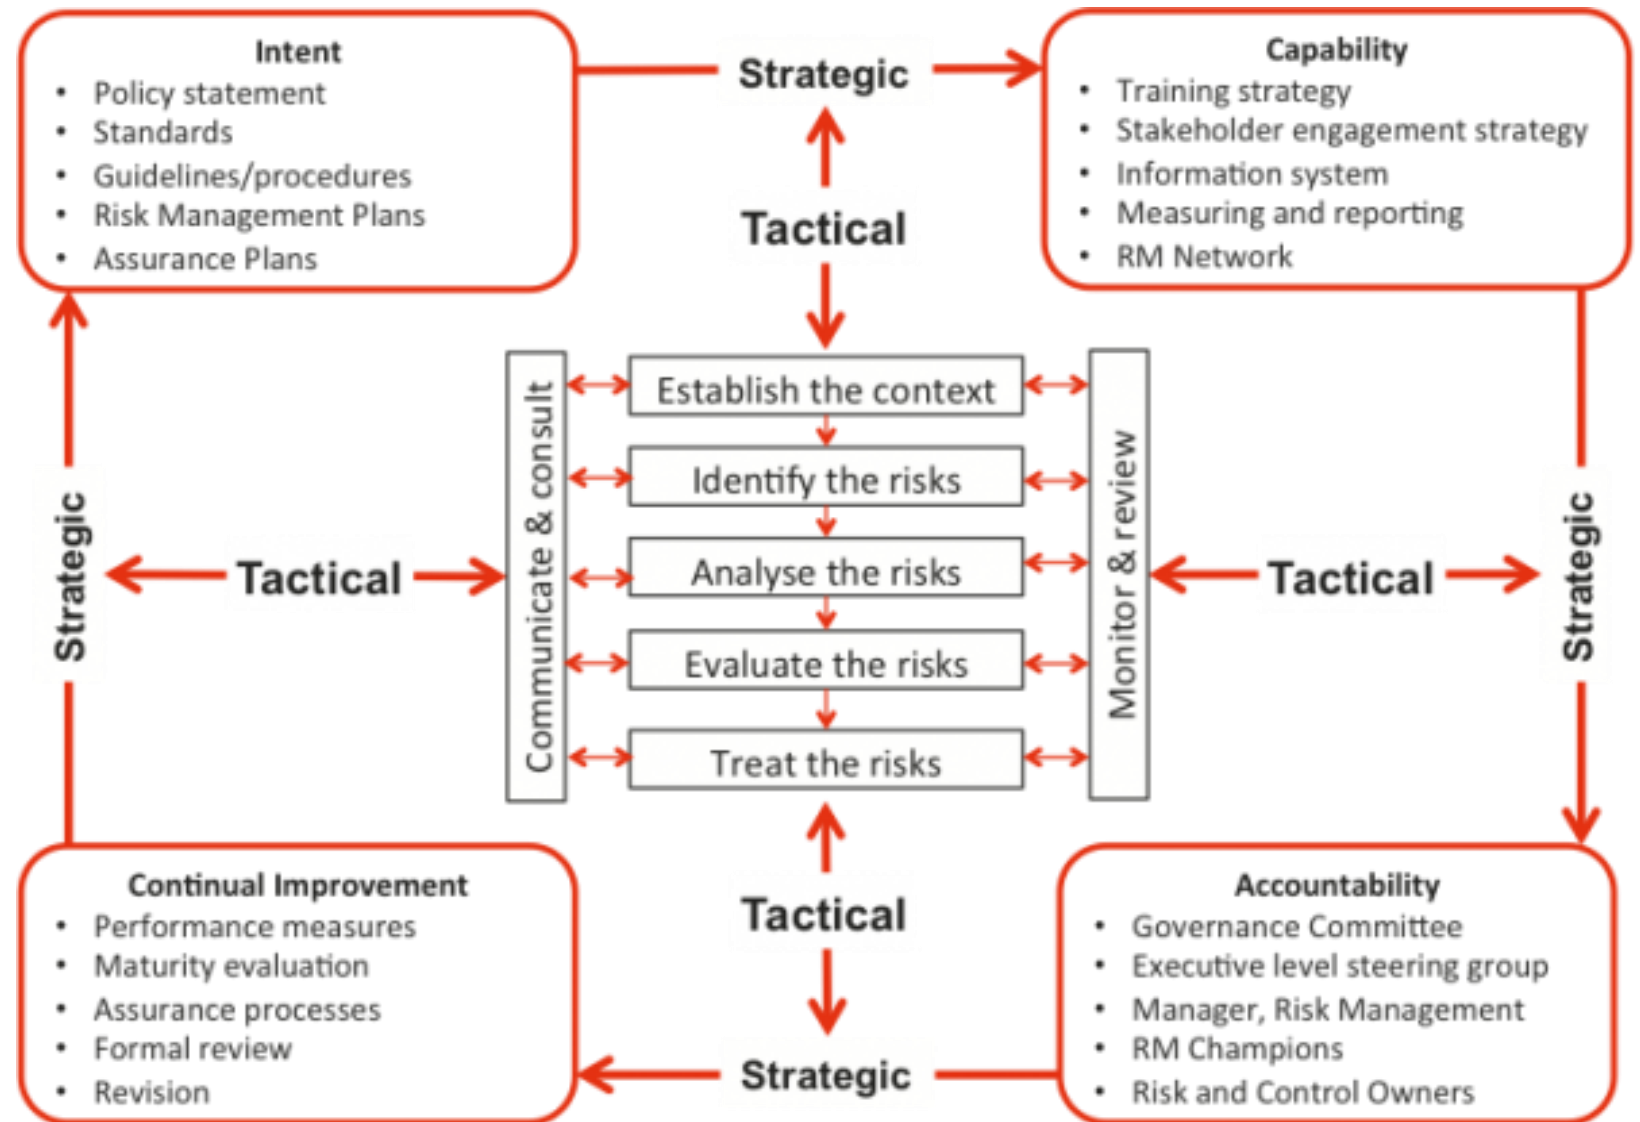 Intent
• Policy statement
• Standards
• Guidelines/procedures
• Risk Management Plans
• Assurance Plans
Strategic
Capability
• Training strategy
• Stakeholder engagement strategy
• Information system
• Measuring and reporting
• RM Network
Tactical
Strategic
Tactical
Communicate & consult
Establish the context
Identify the risks
Analyse the risks
Evaluate the risks
Treat the risks
Monitor & review
Tactical
Strategic
Continual Improvement
• Performance measures
• Maturity evaluation
• Assurance processes
• Formal review
• Revision
Tactical
Strategic
Accountability
• Governance Committee
• Executive level steering group
• Manager, Risk Management
• RM Champions
• Risk and Control Owners